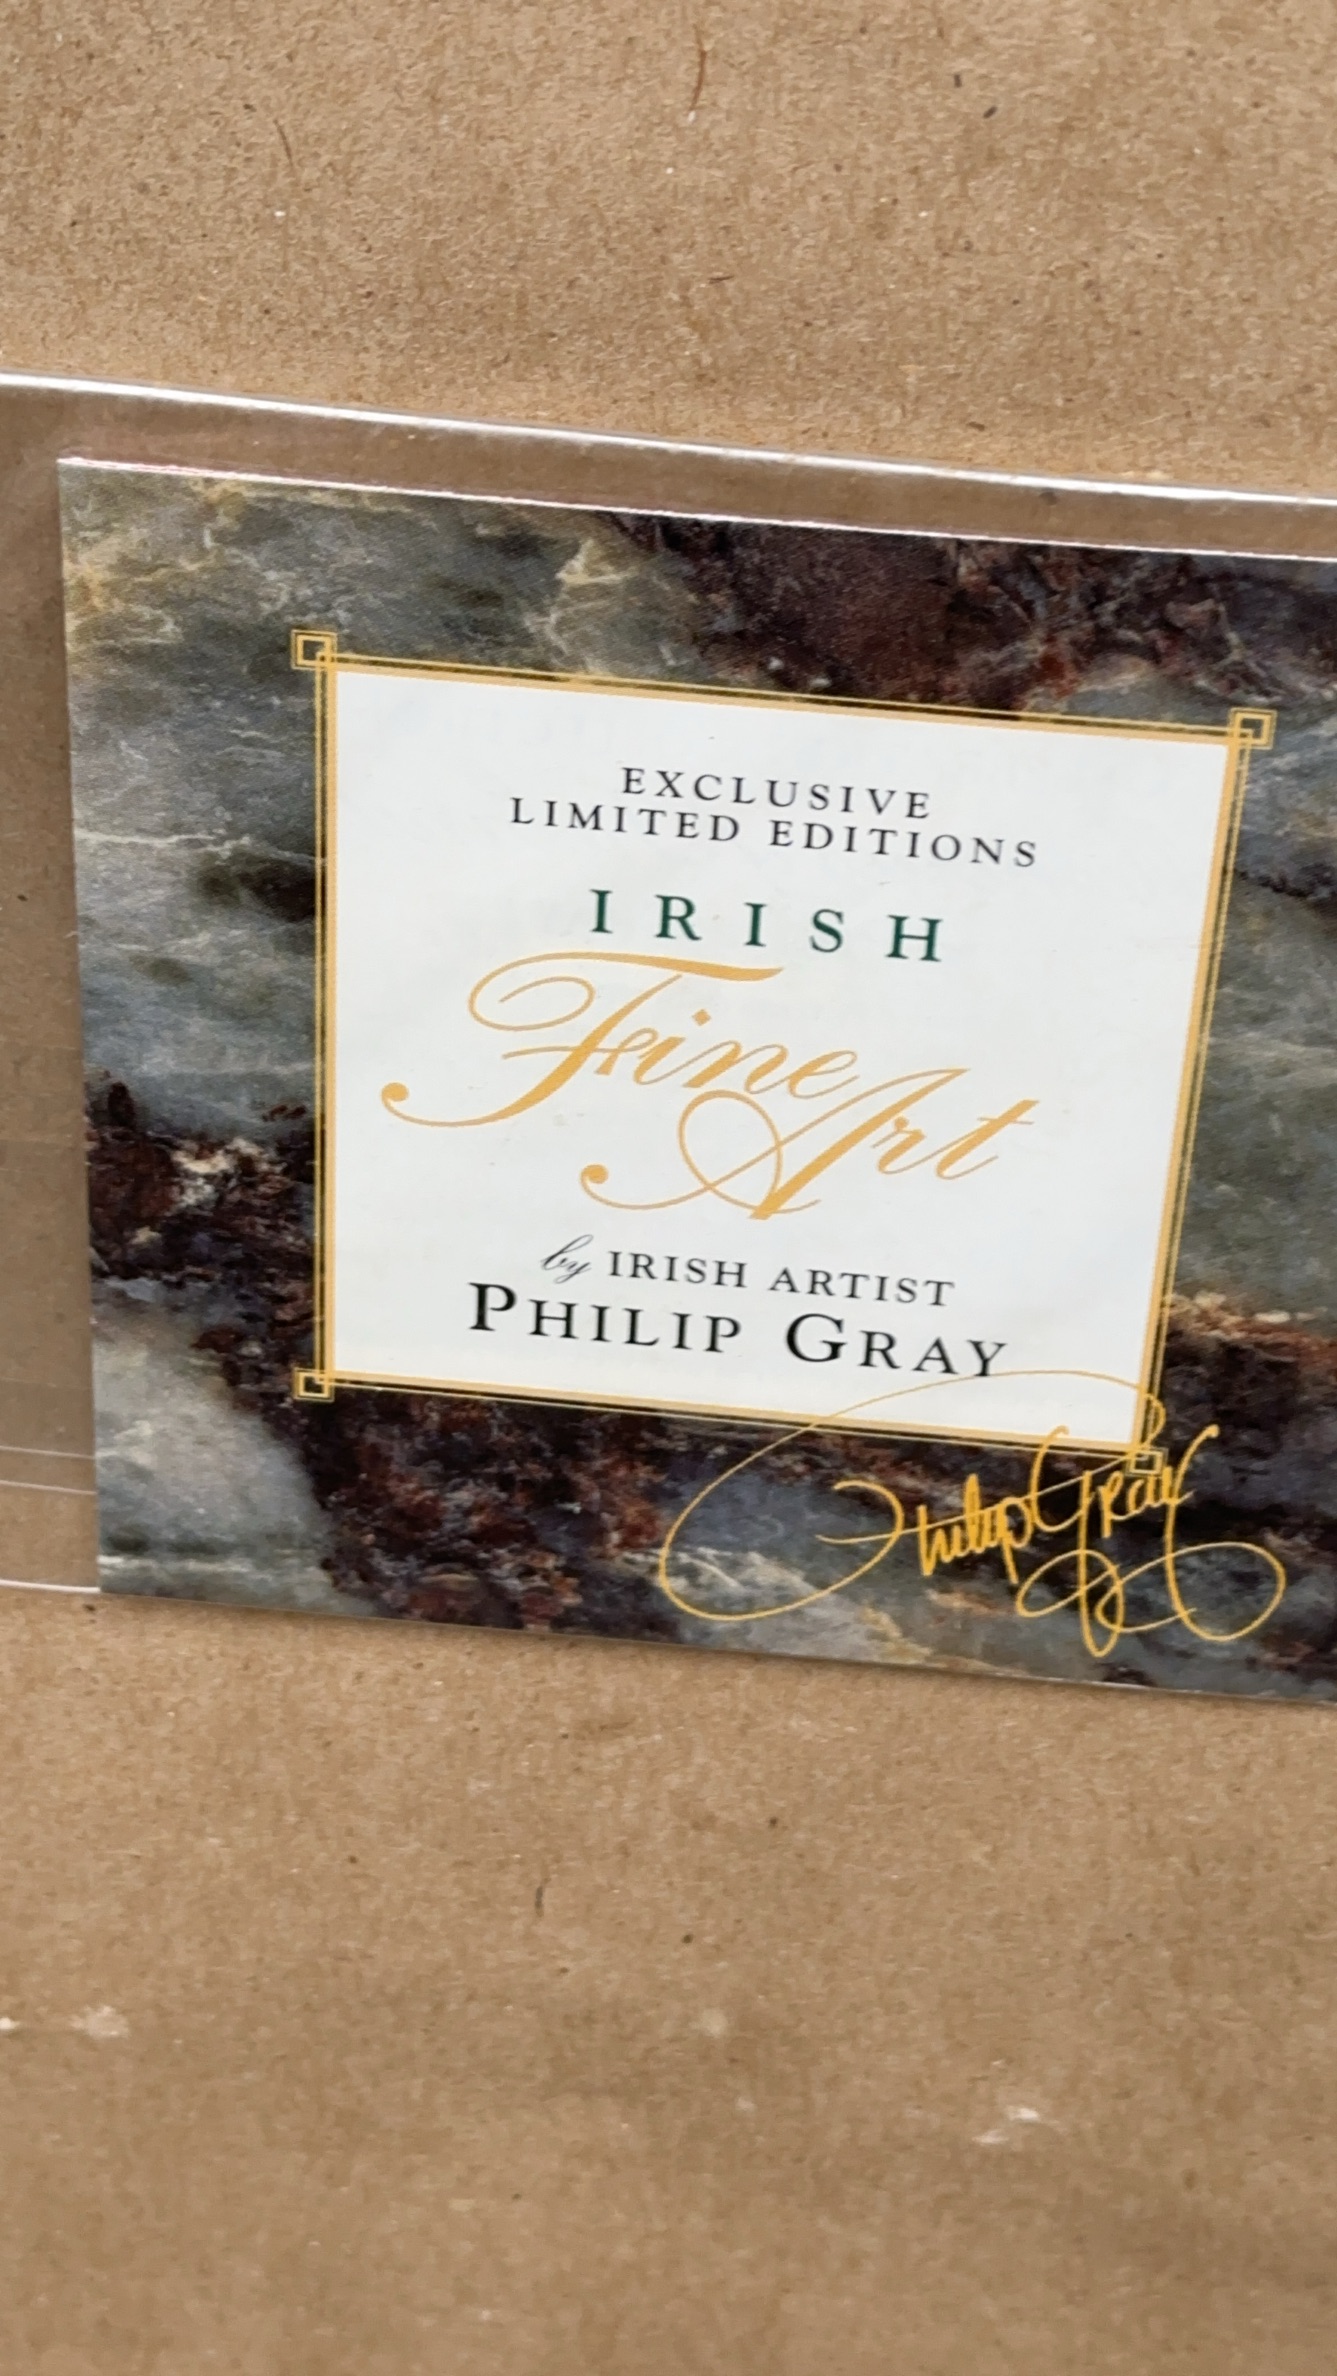 EXCLUSIVE
LIMITED EDITIONS
IRISH
Fine
Art
by IRISH ARTIST
PHILIP GRAY
Philip Gray